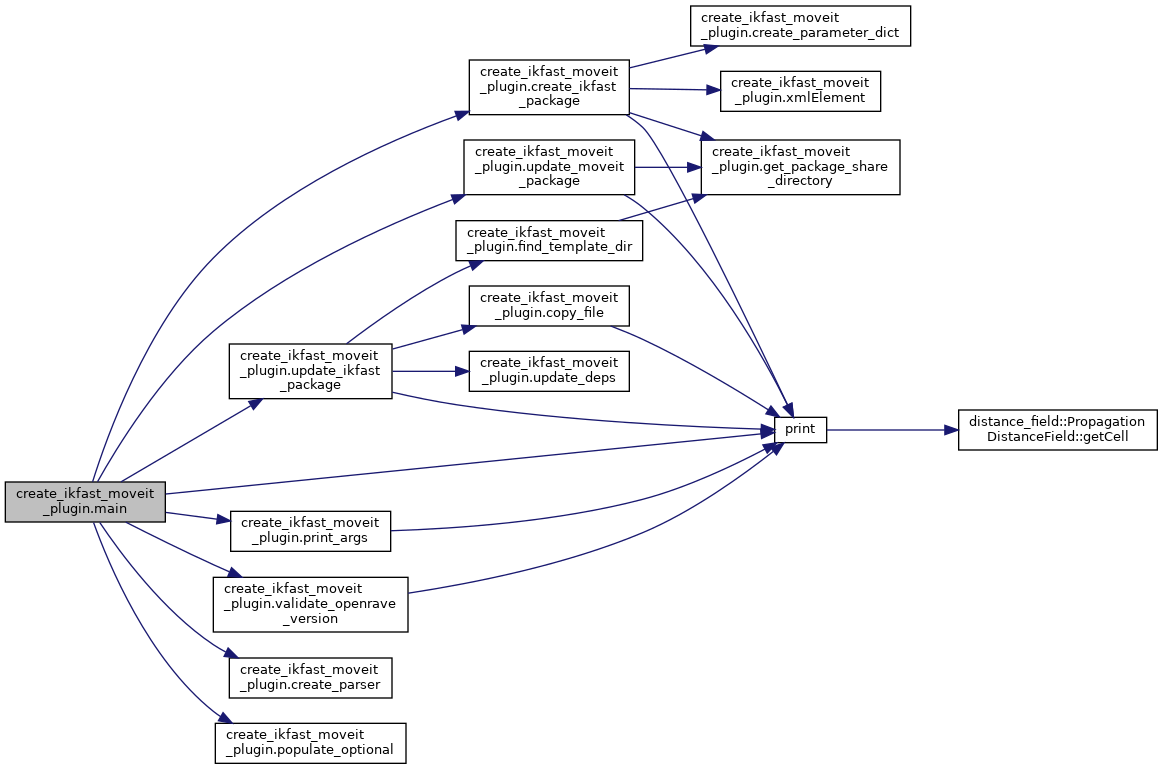 create_ikfast_moveit
_plugin.create_parameter_dict
create_ikfast_moveit
_plugin.create_ikfast
_package
create_ikfast_moveit
_plugin.xmlElement
create_ikfast_moveit
_plugin.update_moveit
_package
create_ikfast_moveit
_plugin.get_package_share
_directory
create_ikfast_moveit
_plugin.find_template_dir
create_ikfast_moveit
_plugin.copy_file
create_ikfast_moveit
_plugin.update_ikfast
_package
create_ikfast_moveit
_plugin.update_deps
print
distance_field::Propagation
DistanceField::getCell
create_ikfast_moveit
_plugin.main
create_ikfast_moveit
_plugin.print_args
create_ikfast_moveit
_plugin.validate_openrave
_version
create_ikfast_moveit
_plugin.create_parser
create_ikfast_moveit
_plugin.populate_optional